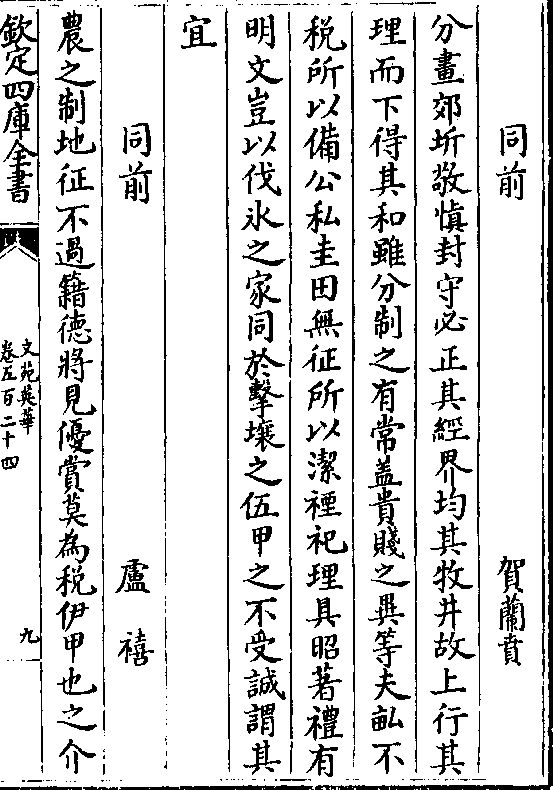 同前　賀蘭賁
分畫郊圻敬慎封守必正其經界均其牧井故上行其
理而下得其和雖分制之有常盖貴賤之異等夫畝不
税所以備公私圭田無征所以潔禋祀理具昭著禮有
明文豈以伐氷之家同於擊壤之伍甲之不受誠謂其
宜
同前　盧禧
農之制地征不過籍德將見優賞莫為税伊甲也之介
欽定四庫全書
文苑英華
卷五百二十四
九